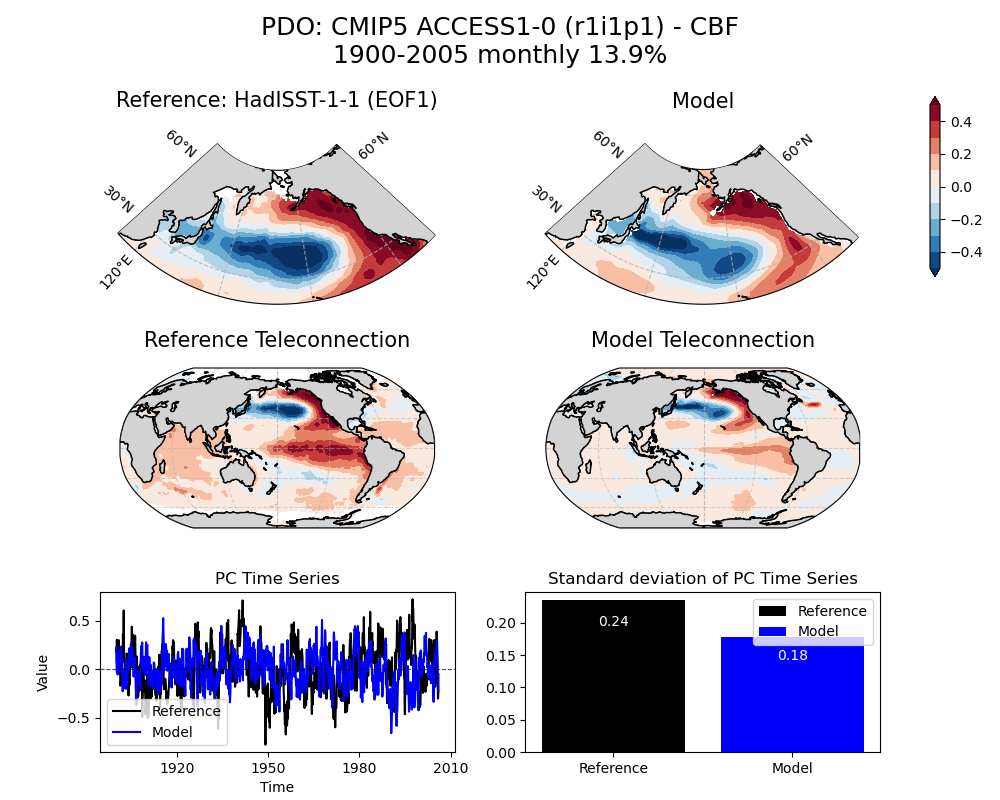 PDO: CMIP5 ACCESS1-0 (r1i1p1) - CBF
1900-2005 monthly 13.9%
Reference: HadISST-1-1 (EOF1)
Model
60°N
60°N
30°N
120°E
60°N
60°N
30°N
120°E
0.4
0.2
0.0
−0.2
−0.4
Reference Teleconnection
Model Teleconnection
PC Time Series
Value
0.5
0.0
−0.5
Reference
Model
1920
1950
1980
2010
Time
Standard deviation of PC Time Series
0.20
0.15
0.10
0.05
0.00
Reference
Model
0.24
0.18
Reference
Model